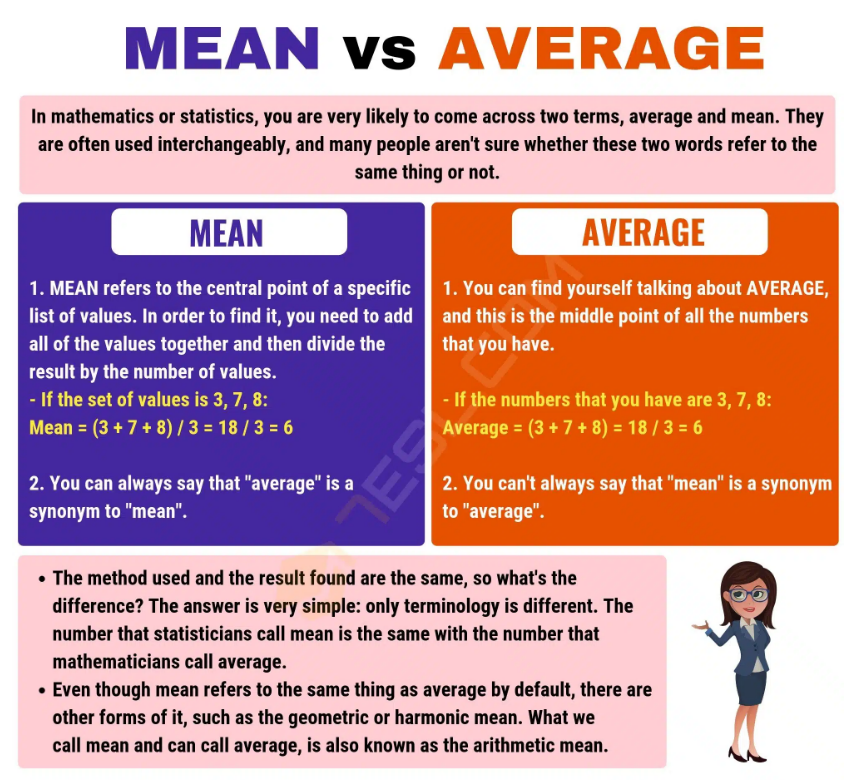 MEAN vs AVERAGE
In mathematics or statistics, you are very likely to come across two terms, average and mean. They
are often used interchangeably, and many people aren't sure whether these two words refer to the
same thing or not.
MEAN
1. MEAN refers to the central point of a specific
list of values. In order to find it, you need to add
all of the values together and then divide the
result by the number of values.
- If the set of values is 3, 7, 8:
Mean = (3 + 7 + 8) / 3 = 18 / 3 = 6
2. You can always say that "average" is a
synonym to "mean".
AVERAGE
1. You can find yourself talking about AVERAGE,
and this is the middle point of all the numbers
that you have.
- If the numbers that you have are 3, 7, 8:
Average = (3 + 7 + 8) = 18 / 3 = 6
2. You can't always say that "mean" is a synonym
to "average".
• The method used and the result found are the same, so what's the
difference? The answer is very simple: only terminology is different. The
number that statisticians call mean is the same with the number that
mathematicians call average.
• Even though mean refers to the same thing as average by default, there are
other forms of it, such as the geometric or harmonic mean. What we
call mean and can call average, is also known as the arithmetic mean.
7ESL.COM